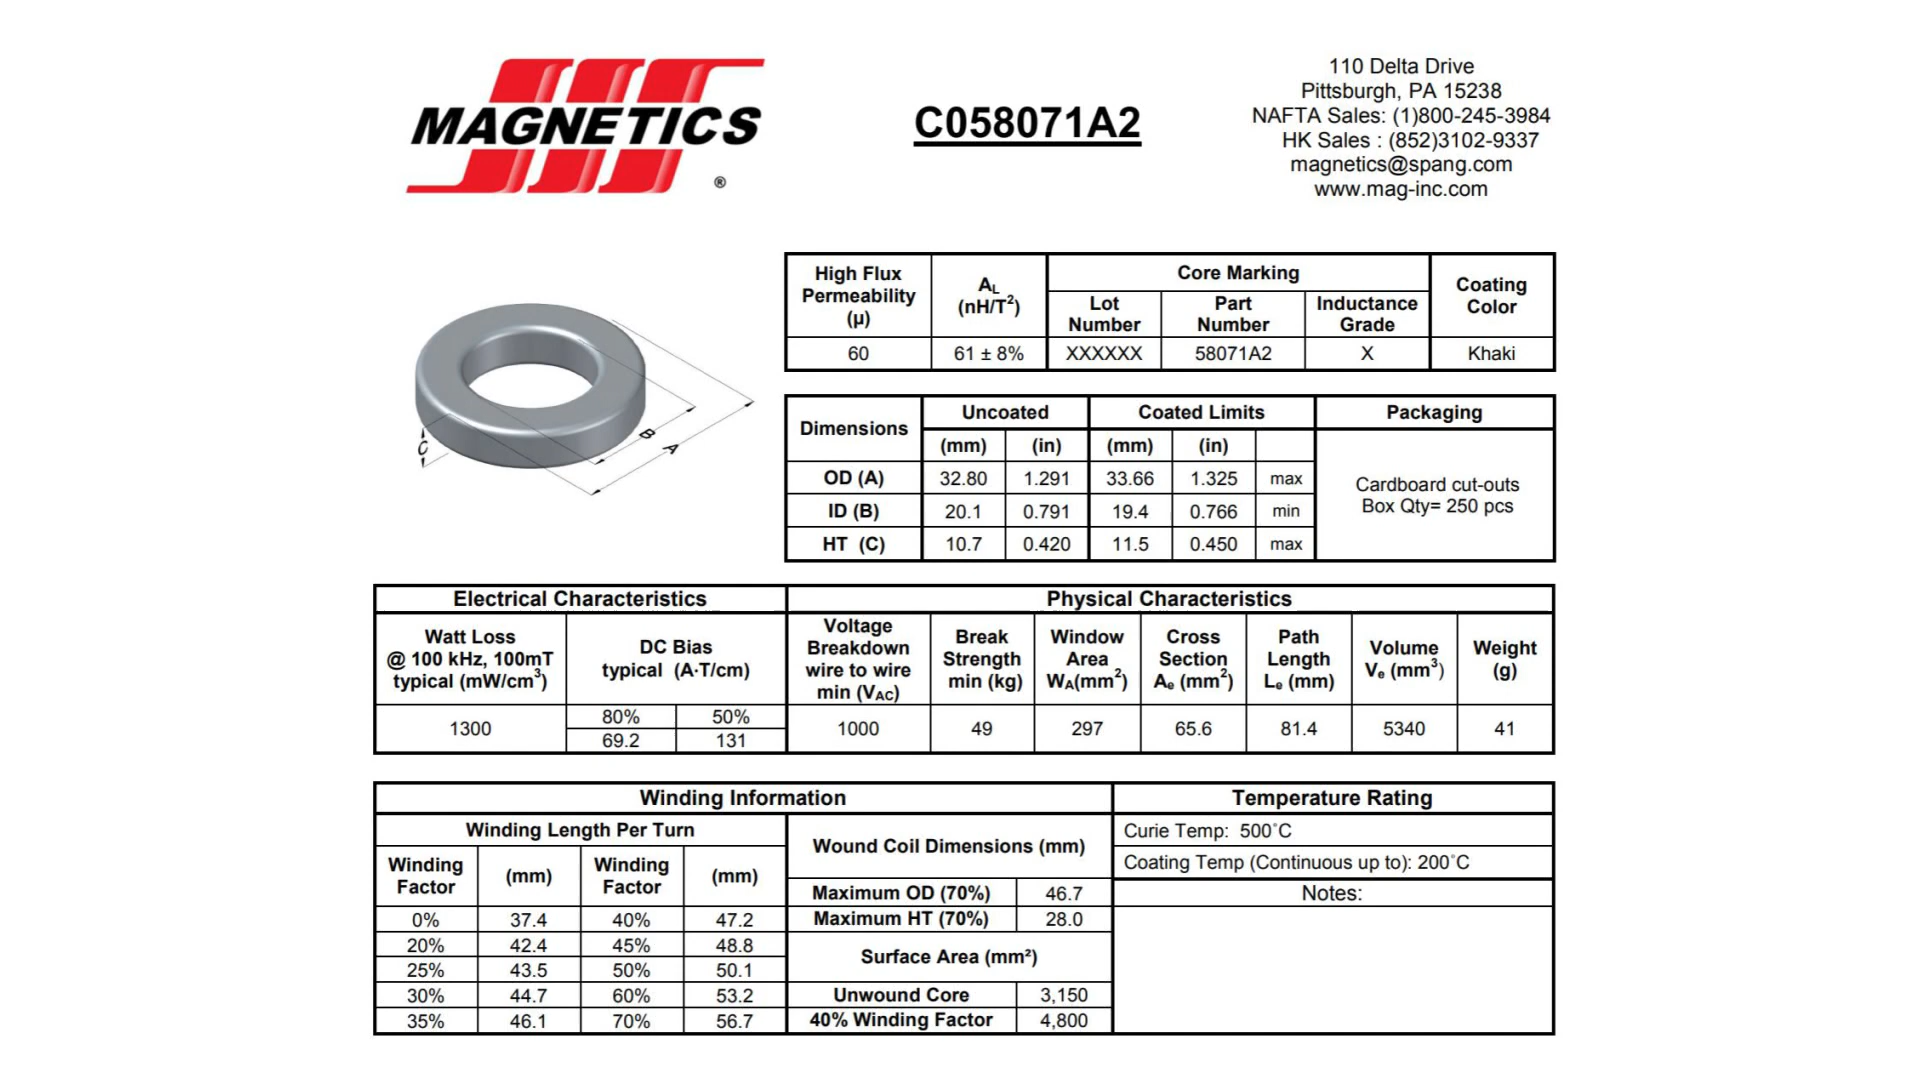 MAGNETICS
®
C058071A2
110 Delta Drive
Pittsburgh, PA 15238
NAFTA Sales: (1)800-245-3984
HK Sales : (852)3102-9337
magnetics@spang.com
www.mag-inc.com
A
B
C
High Flux Permeability (µ)
AL (nH/T²)
Core Marking
Coating Color
Lot Number
Part Number
Inductance Grade
60 61 ± 8% XXXXXX 58071A2 X Khaki
Dimensions Uncoated Coated Limits Packaging
(mm) (in) (mm) (in)
OD (A) 32.80 1.291 33.66 1.325 max
ID (B) 20.1 0.791 19.4 0.766 min
HT (C) 10.7 0.420 11.5 0.450 max
Cardboard cut-outs
Box Qty= 250 pcs
Electrical Characteristics Physical Characteristics
Watt Loss @ 100 kHz, 100mT typical (mW/cm³)
DC Bias typical (A·T/cm)
Voltage Breakdown wire to wire min (VAC)
Break Strength min (kg)
Window Area WA(mm²)
Cross Section Ae (mm²)
Path Length Le (mm)
Volume Ve (mm³)
Weight (g)
1300
80% 50%
69.2 131
1000 49 297 65.6 81.4 5340 41
Winding Information Temperature Rating
Winding Length Per Turn
Winding Factor (mm) Winding Factor (mm)
0% 37.4 40% 47.2
20% 42.4 45% 48.8
25% 43.5 50% 50.1
30% 44.7 60% 53.2
35% 46.1 70% 56.7
Wound Coil Dimensions (mm)
Maximum OD (70%) 46.7
Maximum HT (70%) 28.0
Surface Area (mm²)
Unwound Core 3,150
40% Winding Factor 4,800
Curie Temp: 500˚C
Coating Temp (Continuous up to): 200˚C
Notes: